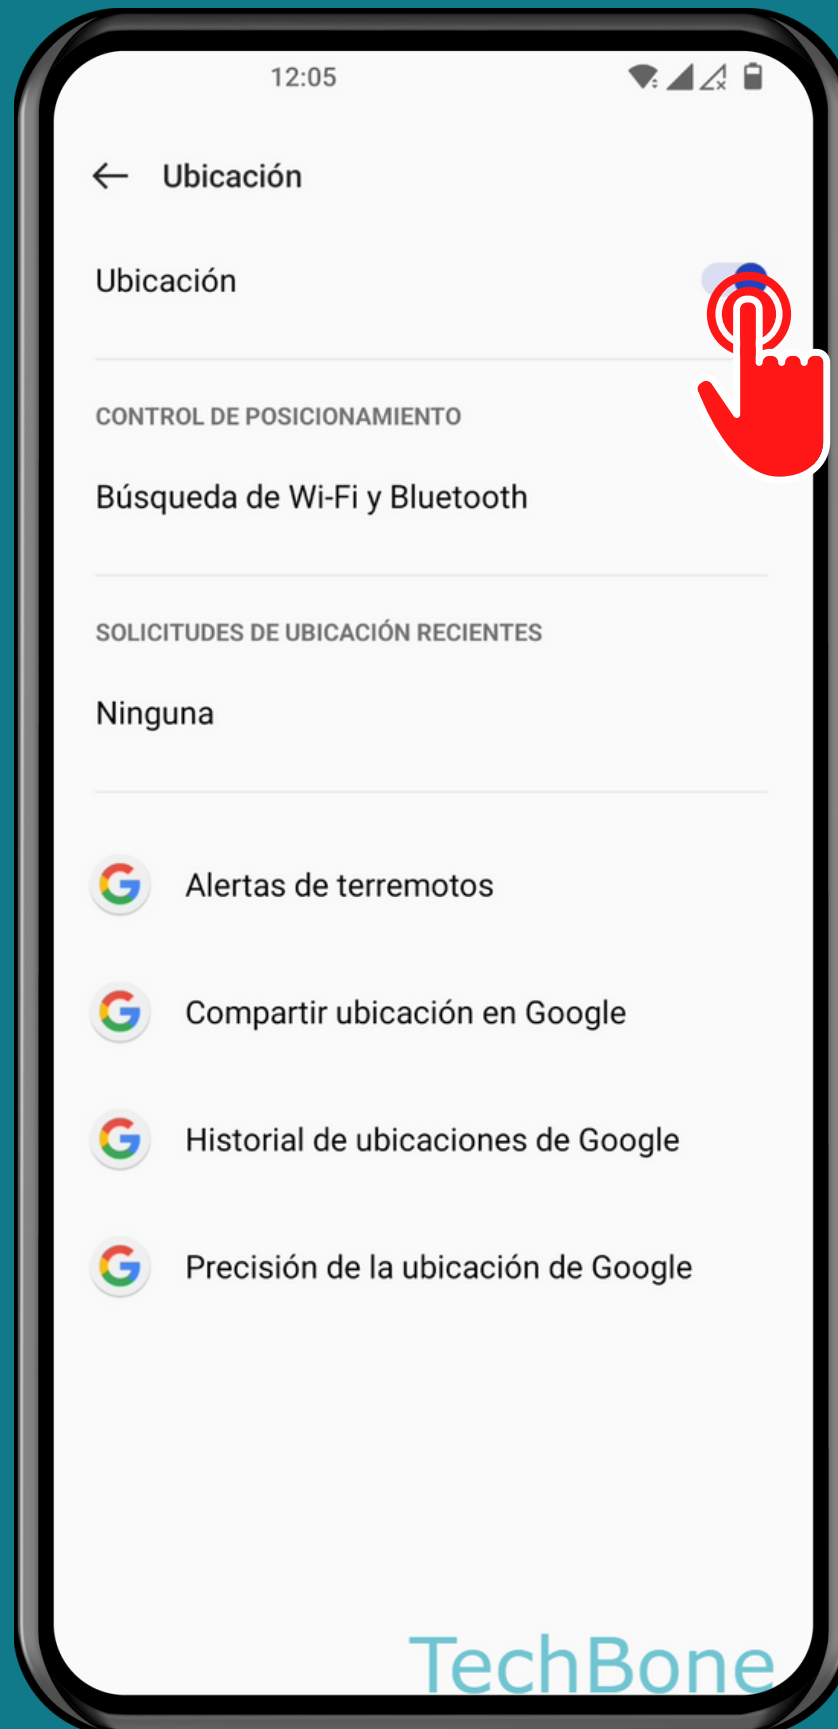 12:05
Ubicación
Ubicación
CONTROL DE POSICIONAMIENTO
Búsqueda de Wi-Fi y Bluetooth
SOLICITUDES DE UBICACIÓN RECIENTES
Ninguna
Alertas de terremotos
Compartir ubicación en Google
Historial de ubicaciones de Google
Precisión de la ubicación de Google
TechBone